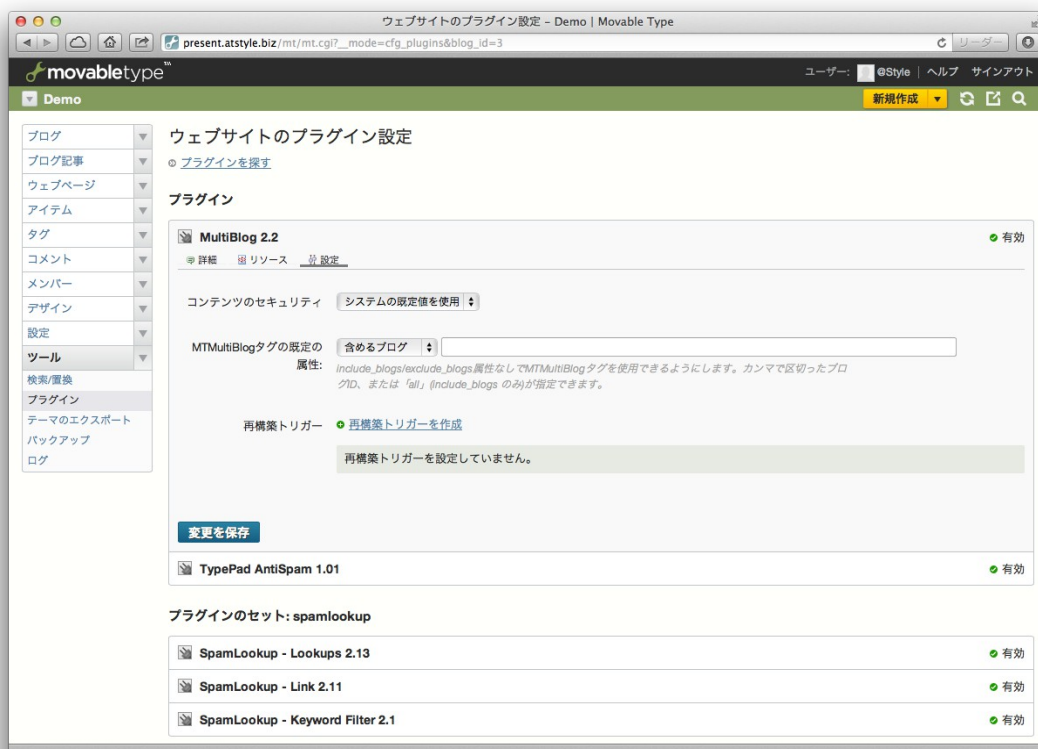 ウェブサイトのプラグイン設定 – Demo | Movable Type
present.atstyle.biz/mt/mt.cgi?__mode=cfg_plugins&blog_id=3
リーダー
movabletype™
ユーザー: @Style | ヘルプ サインアウト
Demo
新規作成
ブログ
ブログ記事
ウェブページ
アイテム
タグ
コメント
メンバー
デザイン
設定
ツール
検索/置換
プラグイン
テーマのエクスポート
バックアップ
ログ
ウェブサイトのプラグイン設定
プラグインを探す
プラグイン
MultiBlog 2.2 有効
詳細 リソース 設定
コンテンツのセキュリティ システムの既定値を使用
MTMultiBlogタグの既定の 含めるブログ
属性:
include_blogs/exclude_blogs属性なしでMTMultiBlogタグを使用できるようにします。カンマで区切ったブロ
グID、または「all」(include_blogs のみ)が指定できます。
再構築トリガー 再構築トリガーを作成
再構築トリガーを設定していません。
変更を保存
TypePad AntiSpam 1.01 有効
プラグインのセット: spamlookup
SpamLookup - Lookups 2.13 有効
SpamLookup - Link 2.11 有効
SpamLookup - Keyword Filter 2.1 有効